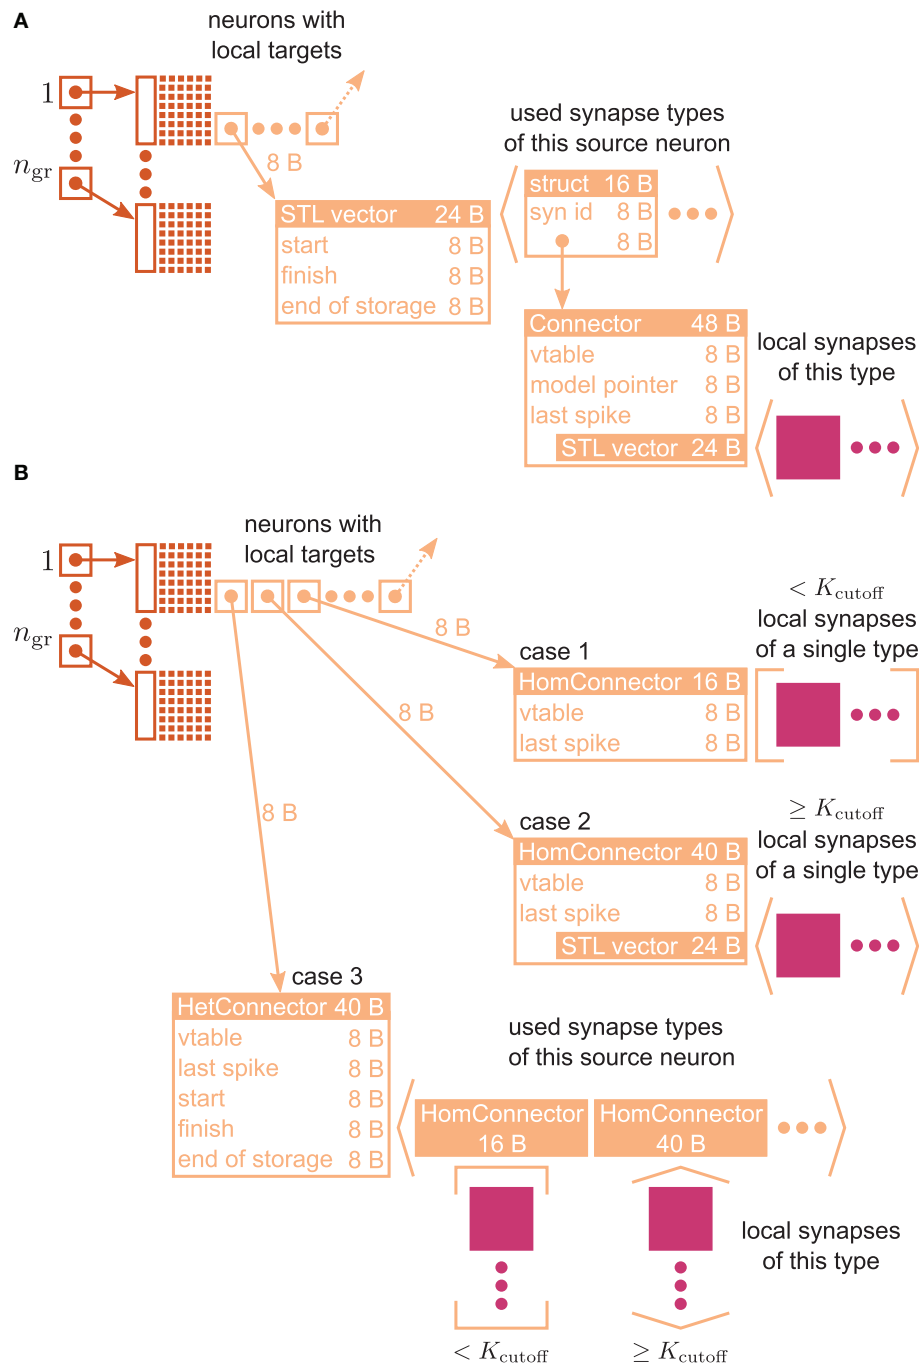 A
neurons with
local targets
1
n_gr
8 B
used synapse types
of this source neuron
STL vector 24 B
start 8 B
finish 8 B
end of storage 8 B
struct 16 B
syn id 8 B
8 B
Connector 48 B
vtable 8 B
model pointer 8 B
last spike 8 B
STL vector 24 B
local synapses
of this type
B
neurons with
local targets
1
n_gr
8 B
8 B
8 B
case 1
HomConnector 16 B
vtable 8 B
last spike 8 B
< K_cutoff
local synapses
of a single type
case 2
HomConnector 40 B
vtable 8 B
last spike 8 B
STL vector 24 B
≥ K_cutoff
local synapses
of a single type
case 3
HetConnector 40 B
vtable 8 B
last spike 8 B
start 8 B
finish 8 B
end of storage 8 B
used synapse types
of this source neuron
HomConnector
16 B
HomConnector
40 B
local synapses
of this type
< K_cutoff
≥ K_cutoff